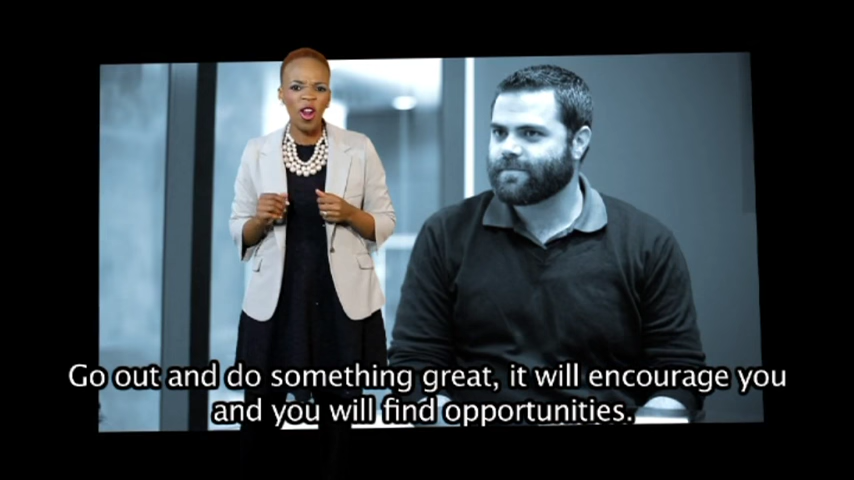 Go out and do something great, it will encourage you
and you will find opportunities.